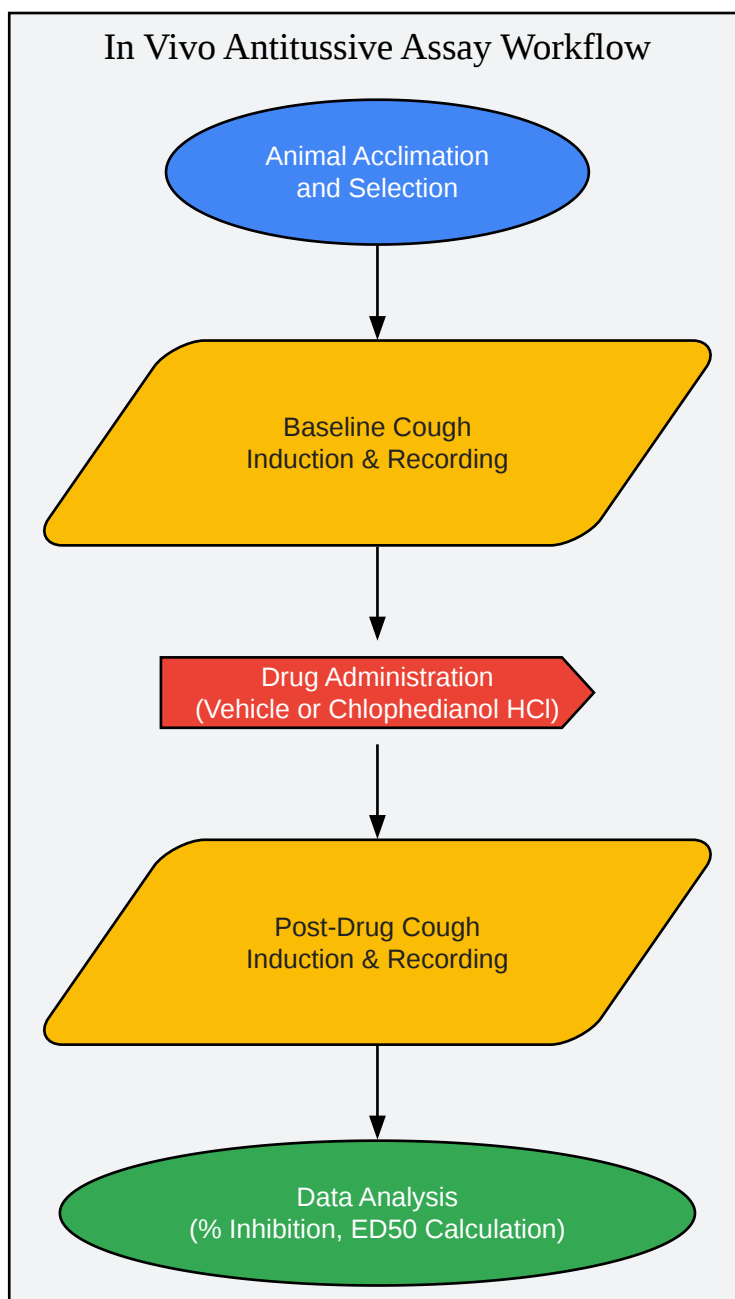 In Vivo Antitussive Assay Workflow
Animal Acclimation
and Selection
Baseline Cough
Induction & Recording
Drug Administration
(Vehicle or Chlophedianol HCl)
Post-Drug Cough
Induction & Recording
Data Analysis
(% Inhibition, ED50 Calculation)